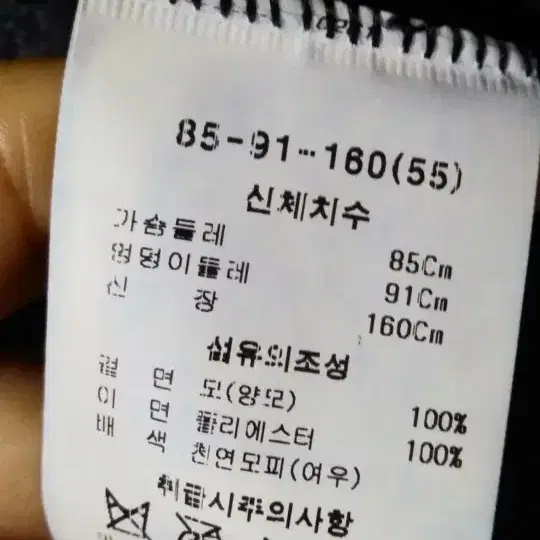 85-91-160(55)
신체치수
가슴둘레 85Cm
엉덩이둘레 91Cm
신 장 160Cm
섬유의조성
겉 면 모(양모) 100%
이 면 폴리에스터 100%
배 색 천연모피(여우)
취급시주의사항